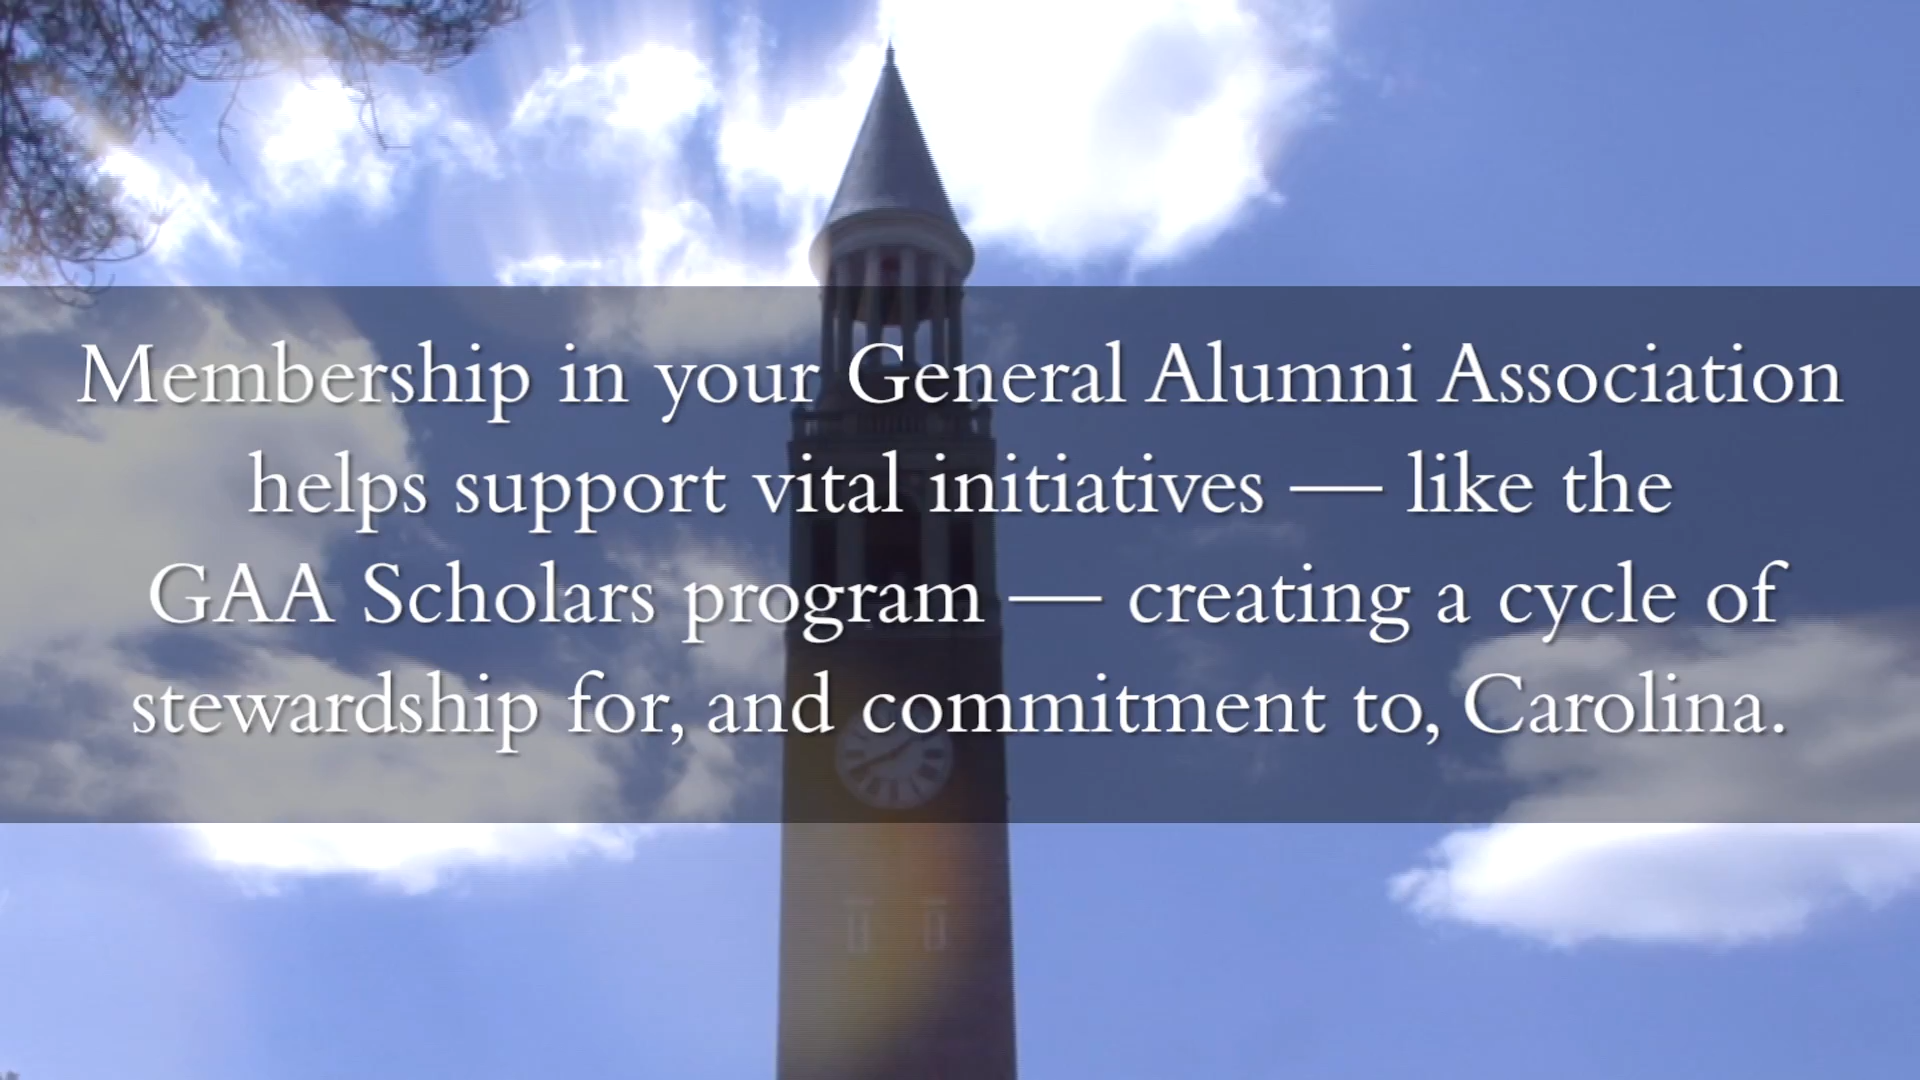 Membership in your General Alumni Association
helps support vital initiatives — like the
GAA Scholars program — creating a cycle of
stewardship for, and commitment to, Carolina.